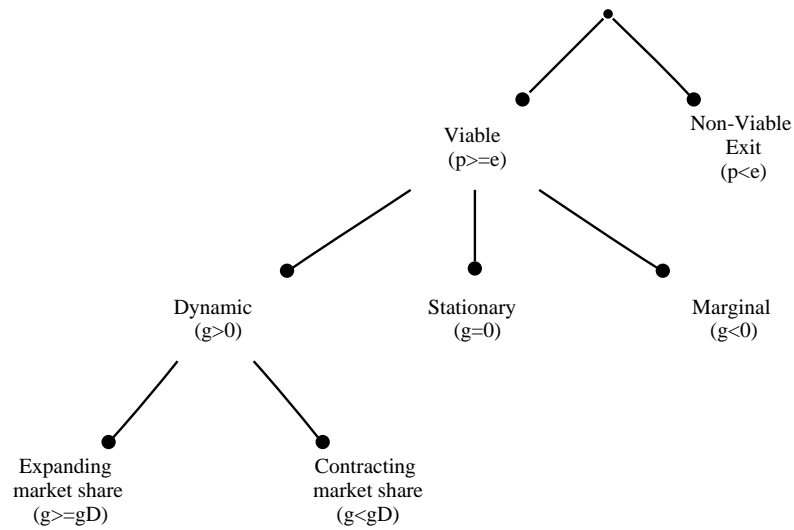 Viable
(p>=e)
Non-Viable
Exit
(p<e)
Dynamic
(g>0)
Stationary
(g=0)
Marginal
(g<0)
Expanding
market share
(g>=gD)
Contracting
market share
(g<gD)